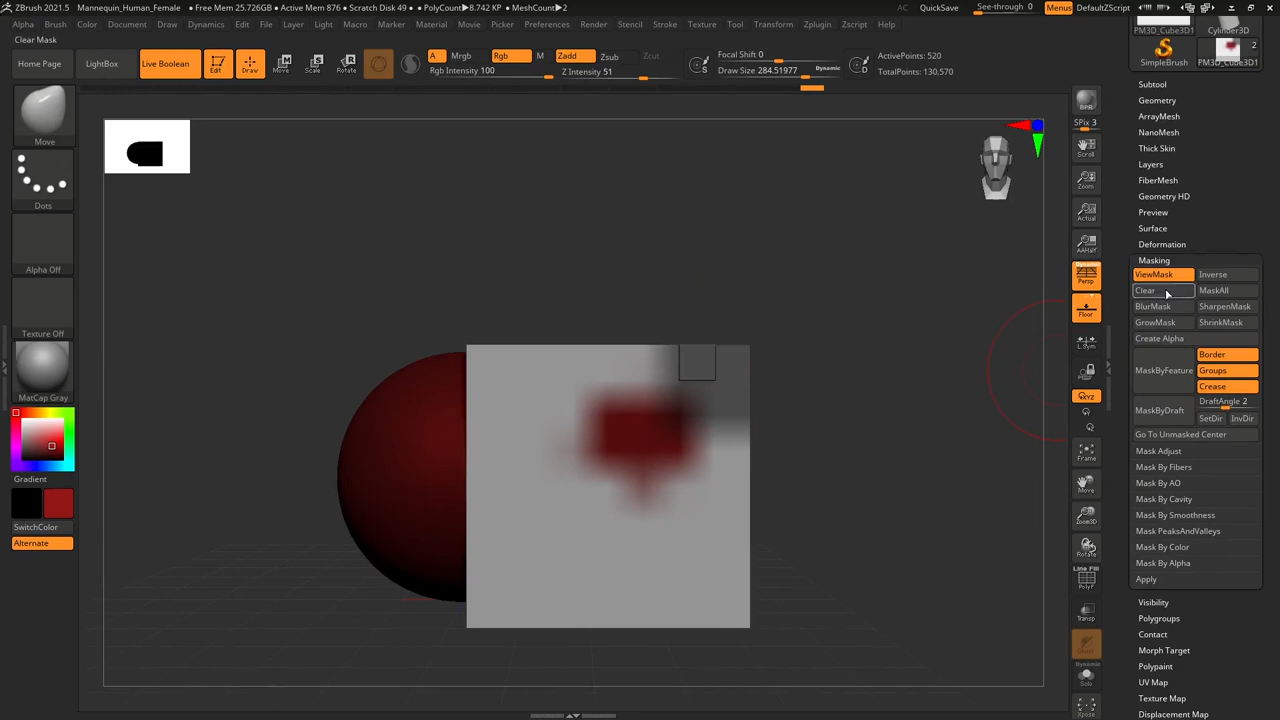 ZBrush 2021.5 Mannequin_Human_Female • Free Mem 25.726GB • Active Mem 876 • Scratch Disk 49 • PolyCount▶8.742 KP • MeshCount▶2 AC QuickSave See-through 0 Menus DefaultZScript
Alpha Brush Color Document Draw Dynamics Edit File Layer Light Macro Marker Material Movie Picker Preferences Render Stencil Stroke Texture Tool Transform Zplugin Zscript Help
Clear Mask
Home Page LightBox Live Boolean Edit Draw Move Scale Rotate
A Mrgb Rgb M Zadd Zsub Zcut
Rgb Intensity 100 Z Intensity 51
S Focal Shift 0
Draw Size 284.51977 Dynamic D
ActivePoints: 520
TotalPoints: 130,570
Move
Dots
Alpha Off
Texture Off
MatCap Gray
Gradient
SwitchColor
Alternate
BPR
SPix 3
Scroll
Zoom
Actual
AAHalf
Dynamic
Persp
Floor
L.Sym
XYZ
Frame
Move
Zoom3D
Rotate
Line Fill
PolyF
Transp
Ghost
Dynamic
Solo
Xpose
PM3D_Cube3D1 Cylinder3D
2
SimpleBrush PM3D_Cube3D1
Subtool
Geometry
ArrayMesh
NanoMesh
Thick Skin
Layers
FiberMesh
Geometry HD
Preview
Surface
Deformation
Masking
ViewMask Inverse
Clear MaskAll
BlurMask SharpenMask
GrowMask ShrinkMask
Create Alpha
MaskByFeature Border
Groups
Crease
MaskByDraft DraftAngle 2
SetDir InvDir
Go To Unmasked Center
Mask Adjust
Mask By Fibers
Mask By AO
Mask By Cavity
Mask By Smoothness
Mask PeaksAndValleys
Mask By Color
Mask By Alpha
Apply
Visibility
Polygroups
Contact
Morph Target
Polypaint
UV Map
Texture Map
Displacement Map